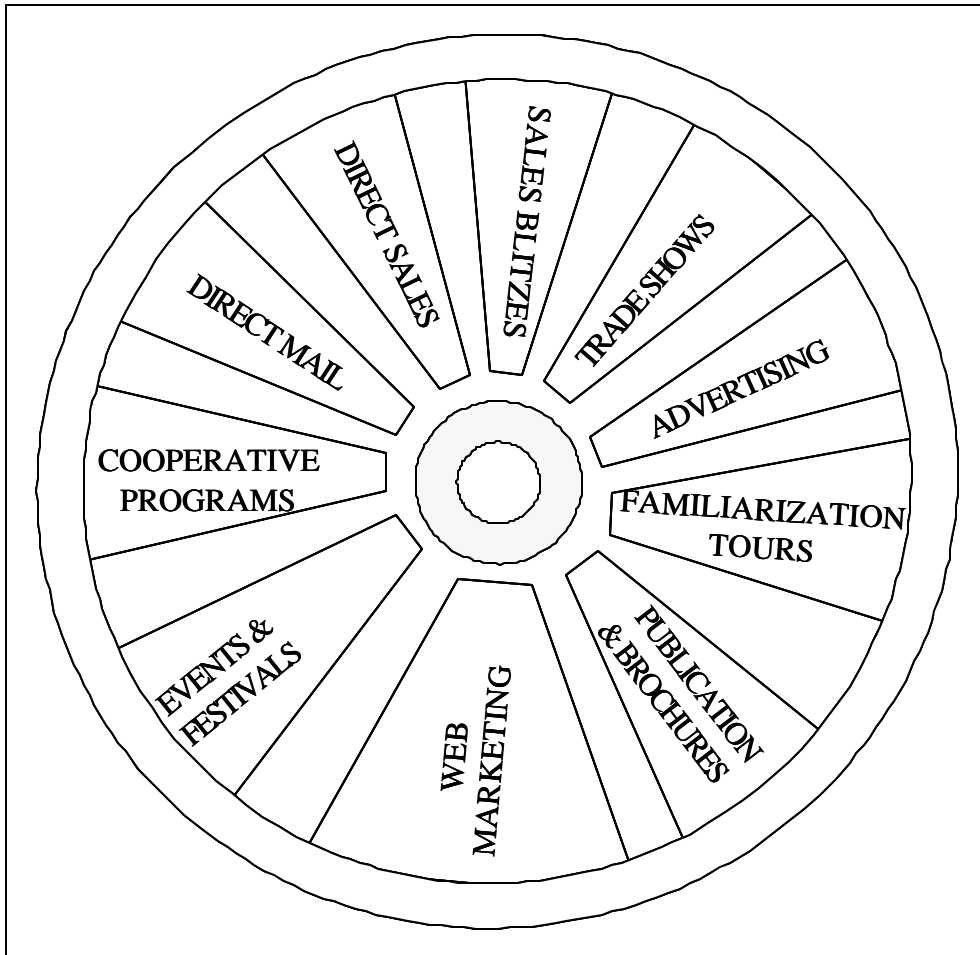 SALES BLITZES
TRADE SHOWS
ADVERTISING
FAMILIARIZATION
TOURS
PUBLICATION
& BROCHURES
WEB
MARKETING
EVENTS &
FESTIVALS
COOPERATIVE
PROGRAMS
DIRECT MAIL
DIRECT SALES